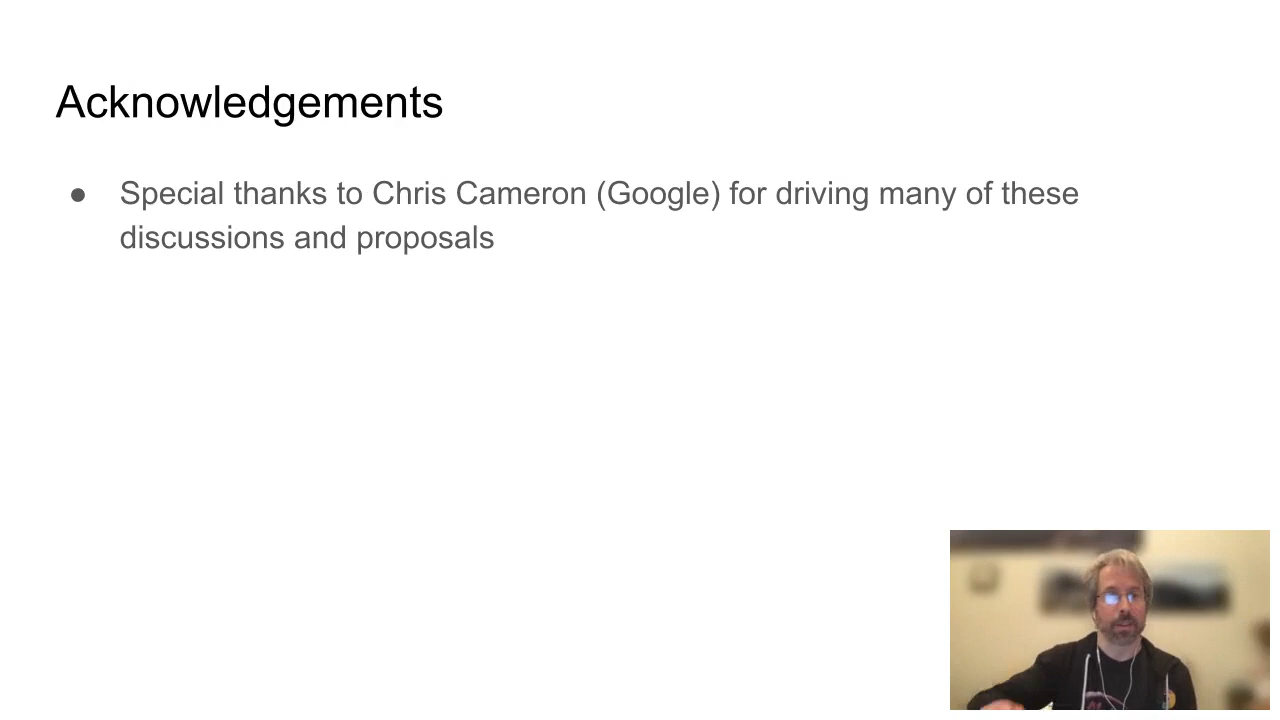 Acknowledgements
● Special thanks to Chris Cameron (Google) for driving many of these
discussions and proposals